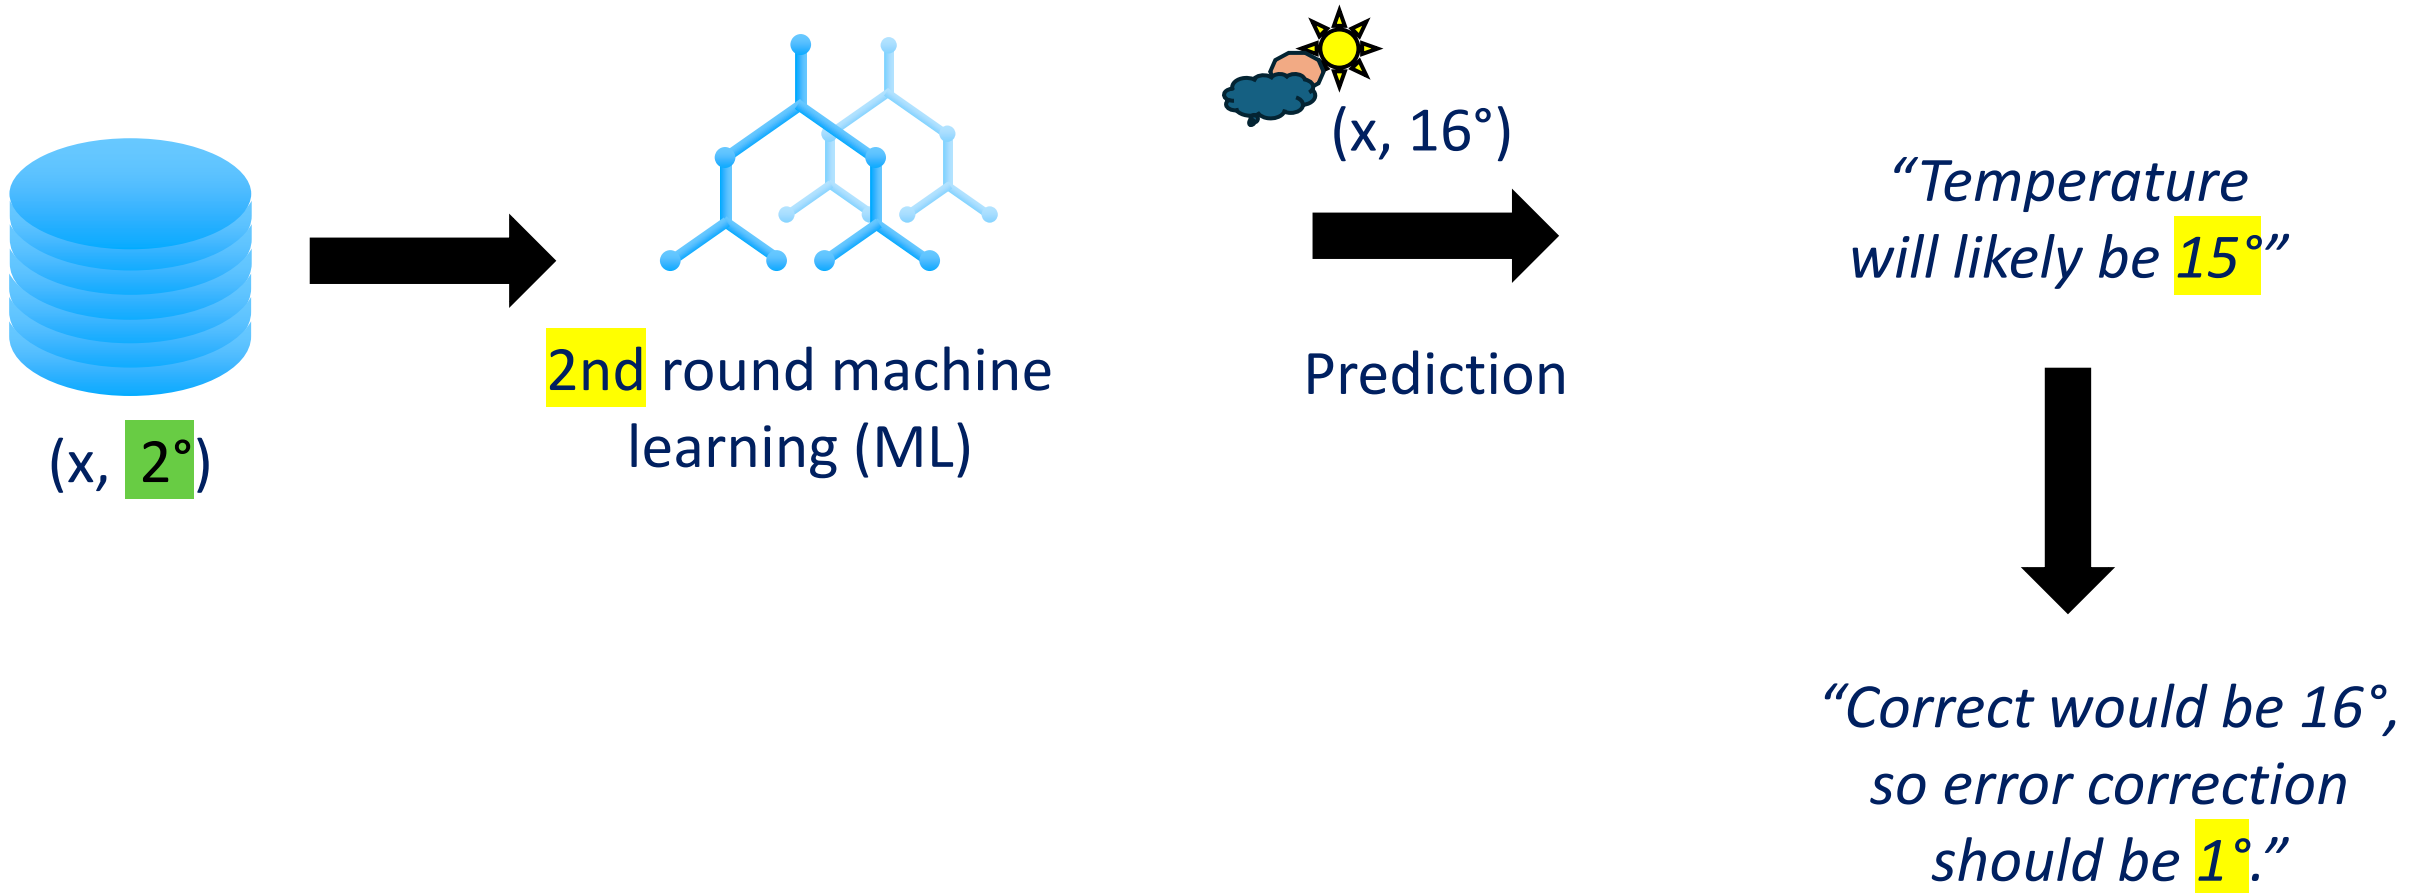 (x, 2°)
2nd round machine
learning (ML)
(x, 16°)
Prediction
“Temperature
will likely be 15°”
“Correct would be 16°,
so error correction
should be 1°.”